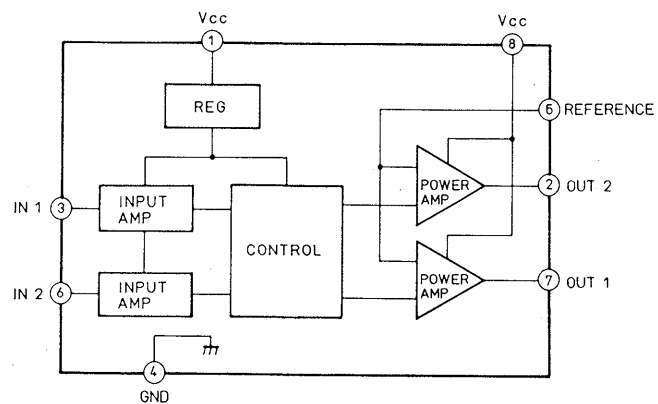 Vcc
Vcc
1
8
REG
5 REFERENCE
IN 1 3
INPUT
AMP
POWER
AMP
2 OUT 2
CONTROL
IN 2 6
INPUT
AMP
POWER
AMP
7 OUT 1
4
GND